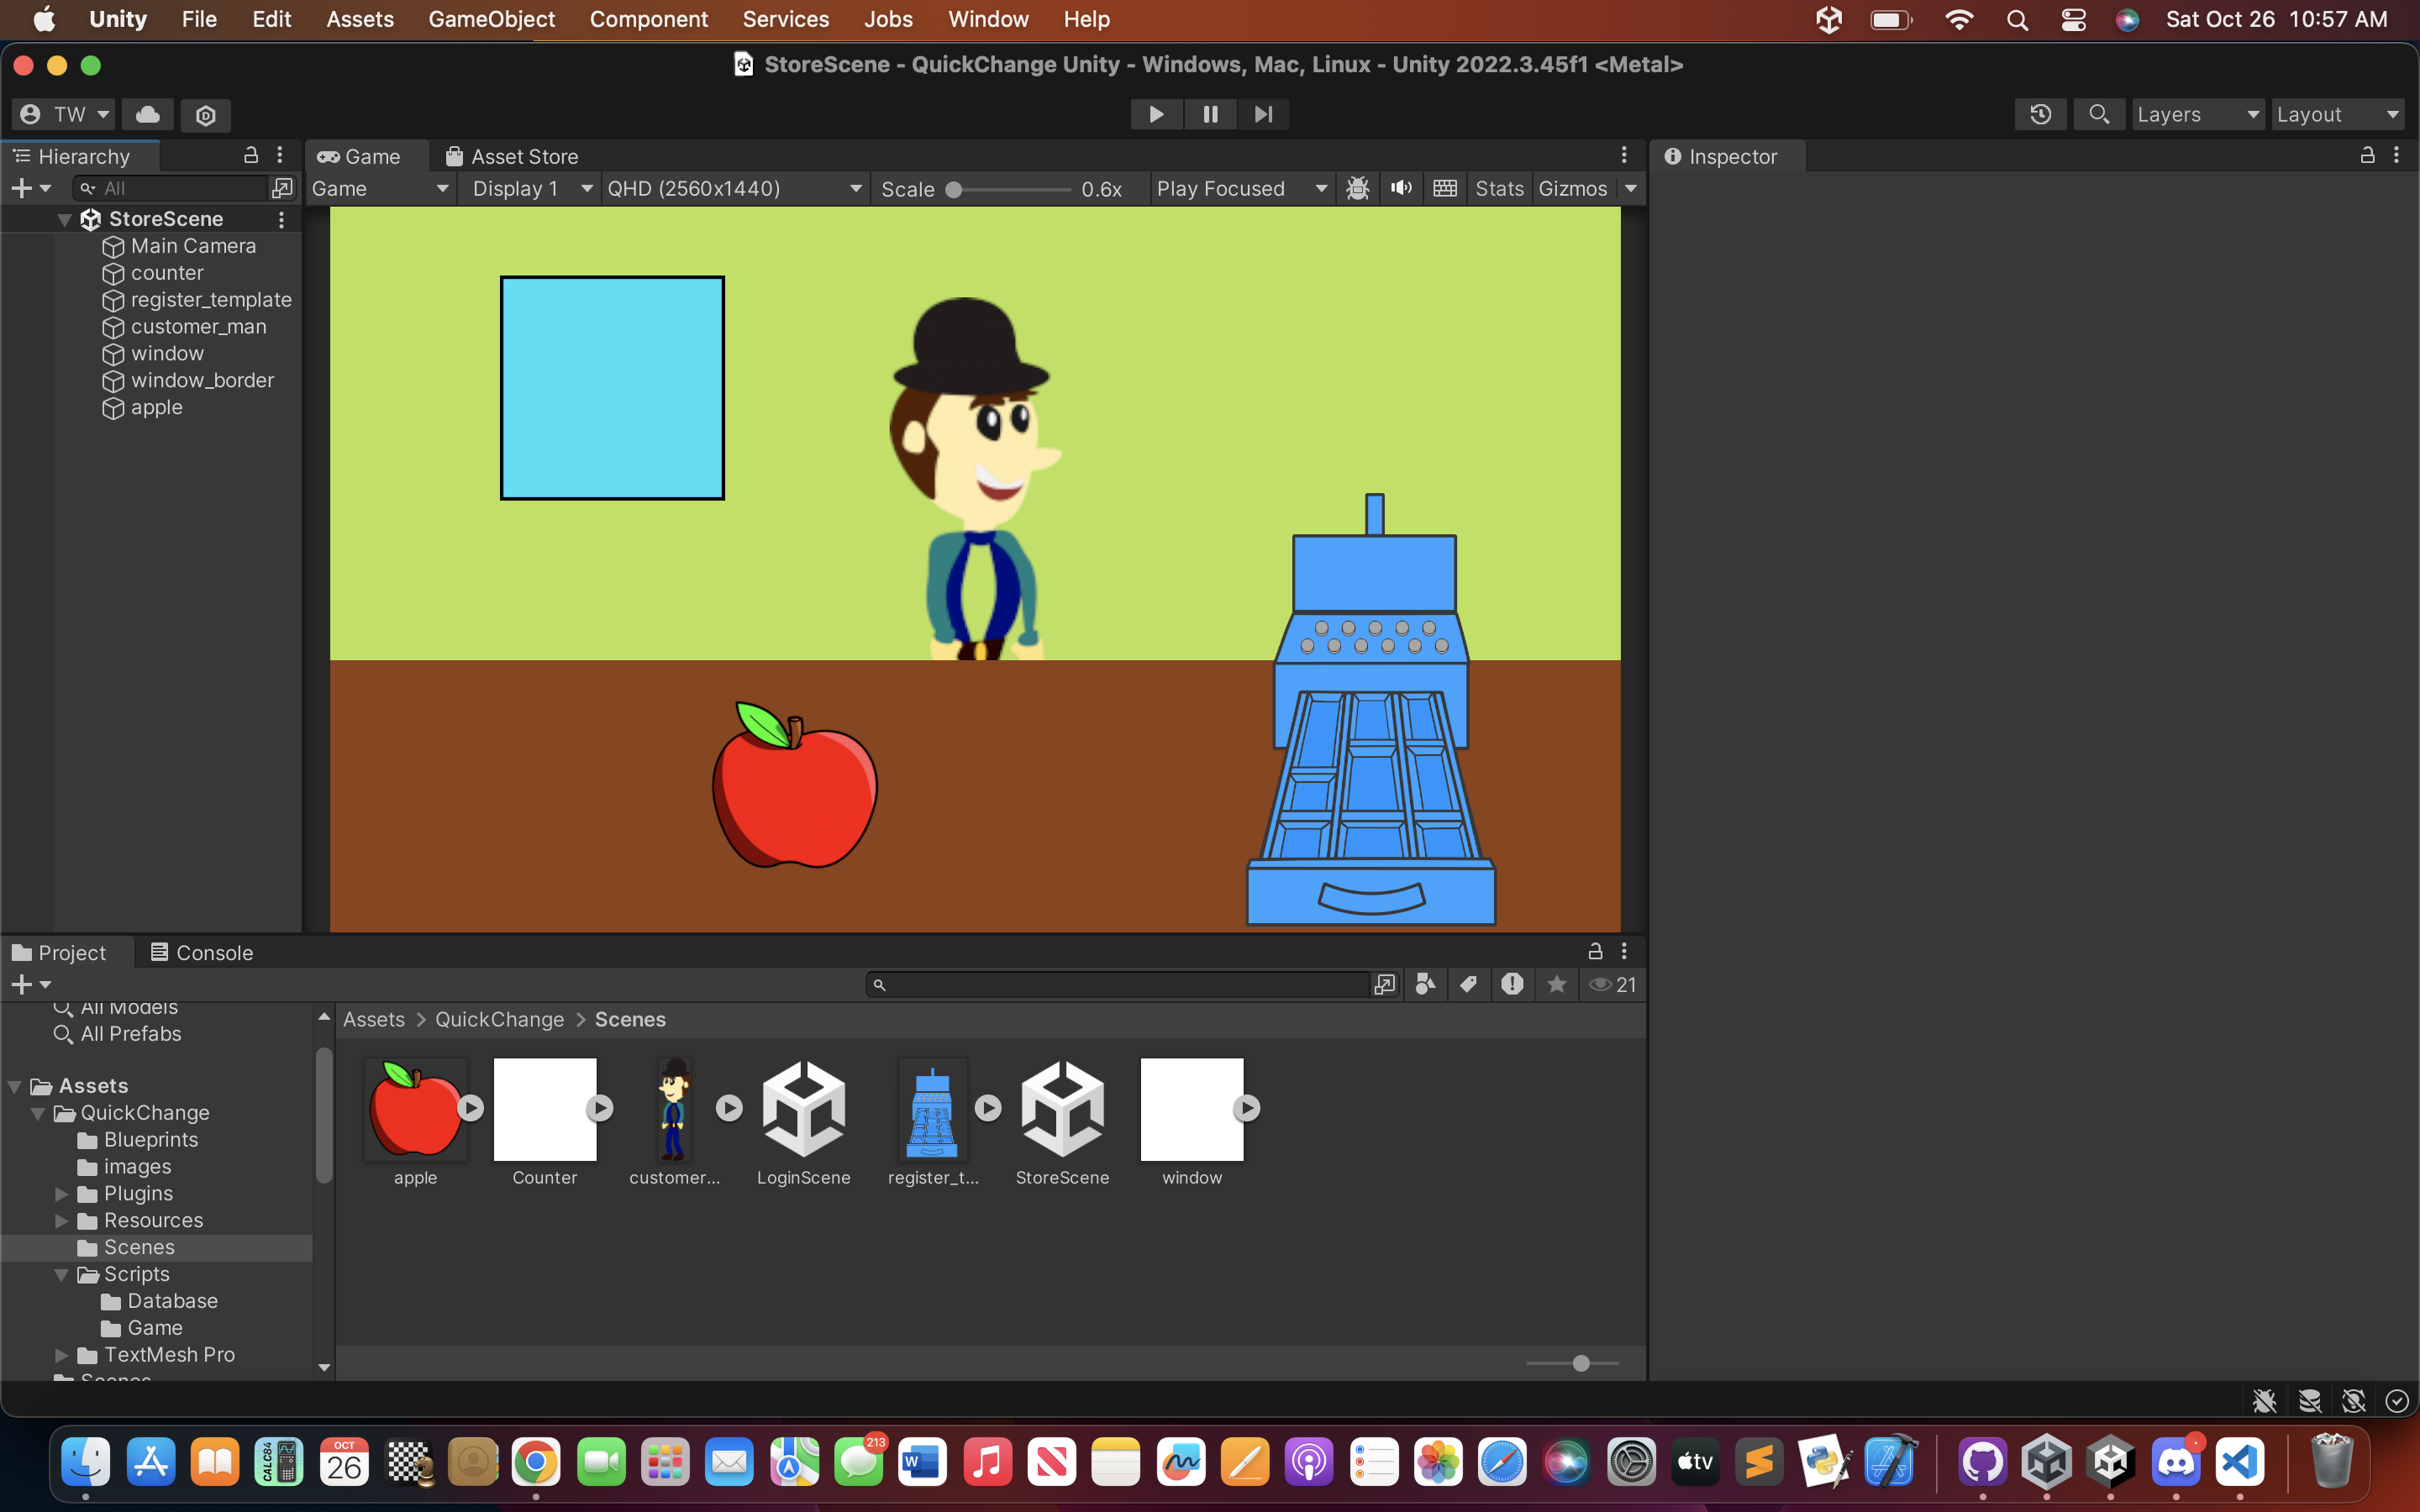 Unity File Edit Assets GameObject Component Services Jobs Window Help Sat Oct 26 10:57 AM
StoreScene - QuickChange Unity - Windows, Mac, Linux - Unity 2022.3.45f1 <Metal>
TW Layers Layout
Hierarchy Game Asset Store Inspector
All Game Display 1 QHD (2560x1440) Scale 0.6x Play Focused Stats Gizmos
StoreScene
Main Camera
counter
register_template
customer_man
window
window_border
apple
Project Console
21
All Models
All Prefabs
Assets > QuickChange > Scenes
Assets
QuickChange
Blueprints
images
Plugins
Resources
Scenes
Scripts
Database
Game
TextMesh Pro
Scenes
apple Counter customer... LoginScene register_t... StoreScene window
CALC84
OCT
26
213
W
tv